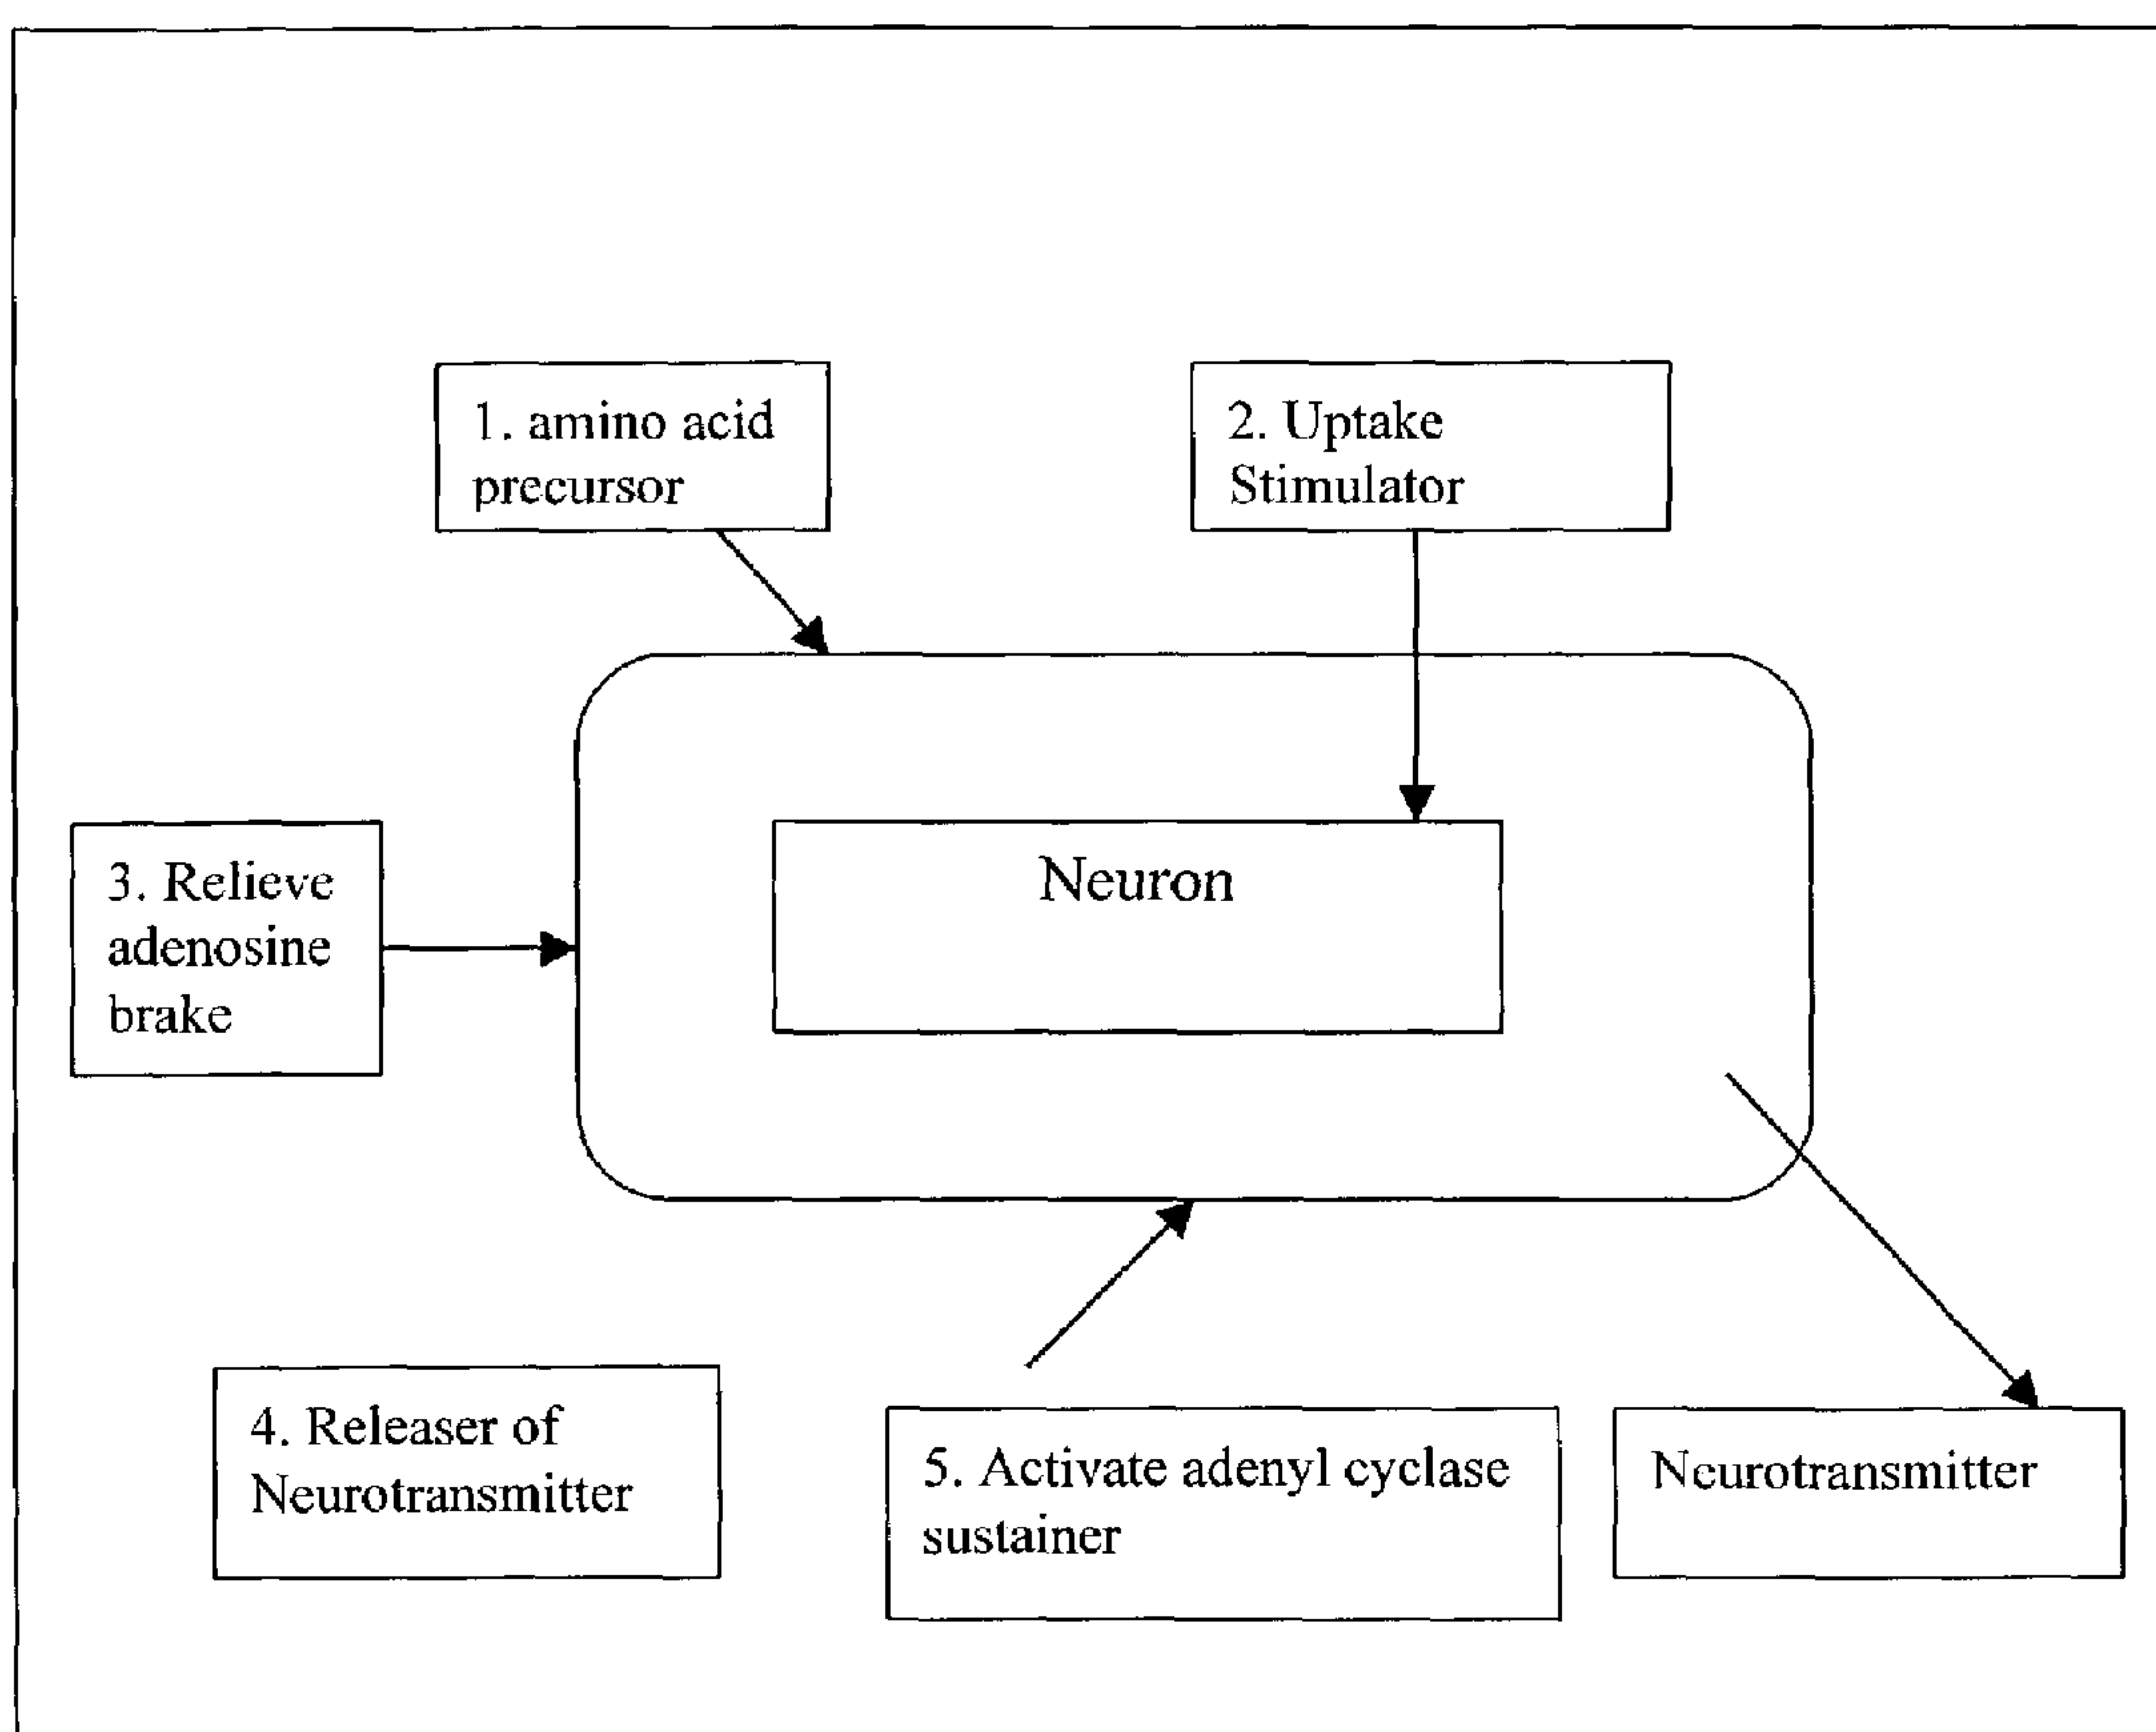 1. amino acid
precursor
2. Uptake
Stimulator
3. Relieve
adenosine
brake
Neuron
4. Releaser of
Neurotransmitter
5. Activate adenyl cyclase
sustainer
Neurotransmitter